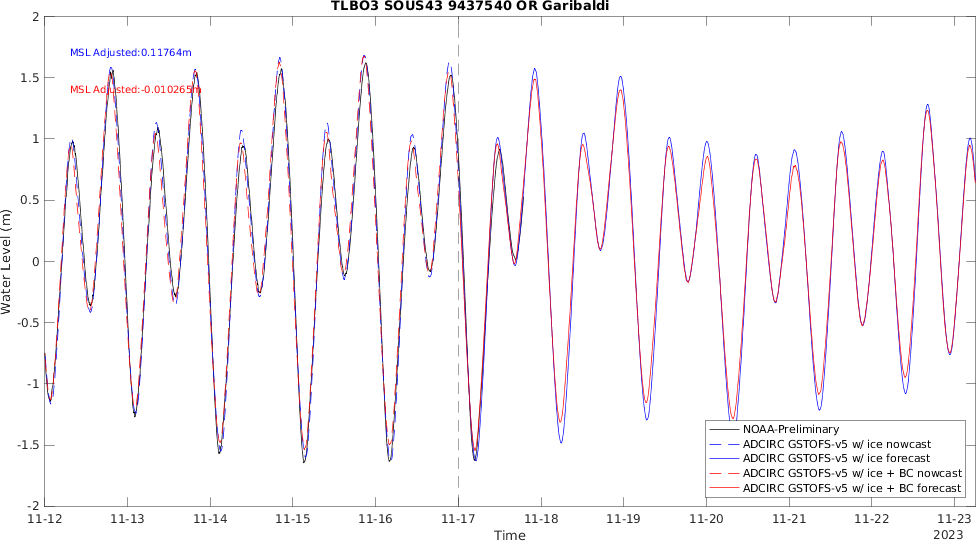 TLBO3 SOUS43 9437540 OR Garibaldi
2
1.5
1
0.5
0
-0.5
-1
-1.5
-2
Water Level (m)
MSL Adjusted:0.11764m
MSL Adjusted:-0.010265m
NOAA-Preliminary
ADCIRC GSTOFS-v5 w/ ice nowcast
ADCIRC GSTOFS-v5 w/ ice forecast
ADCIRC GSTOFS-v5 w/ ice + BC nowcast
ADCIRC GSTOFS-v5 w/ ice + BC forecast
11-12 11-13 11-14 11-15 11-16 11-17 11-18 11-19 11-20 11-21 11-22 11-23
Time
2023